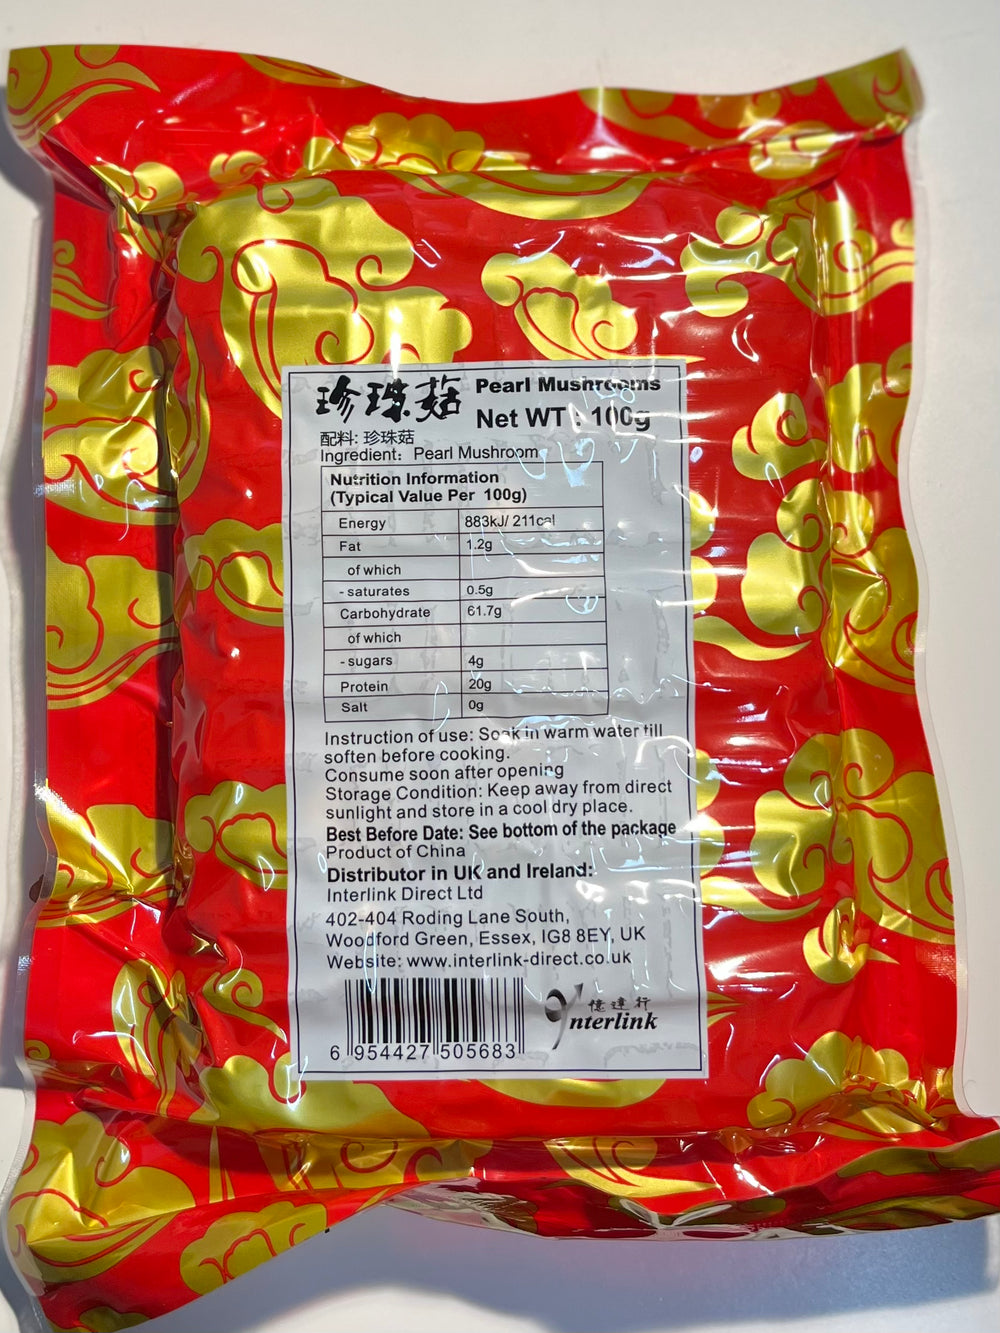 珍珠菇 Pearl Mushrooms
Net WT : 100g
配料: 珍珠菇
Ingredient: Pearl Mushroom
Nutrition Information
(Typical Value Per 100g)
Energy 883kJ/ 211cal
Fat 1.2g
of which
- saturates 0.5g
Carbohydrate 61.7g
of which
- sugars 4g
Protein 20g
Salt 0g
Instruction of use: Soak in warm water till
soften before cooking.
Consume soon after opening
Storage Condition: Keep away from direct
sunlight and store in a cool dry place.
Best Before Date: See bottom of the package
Product of China
Distributor in UK and Ireland:
Interlink Direct Ltd
402-404 Roding Lane South,
Woodford Green, Essex, IG8 8EY, UK
Website: www.interlink-direct.co.uk
億達行
Interlink
6 954427 505683